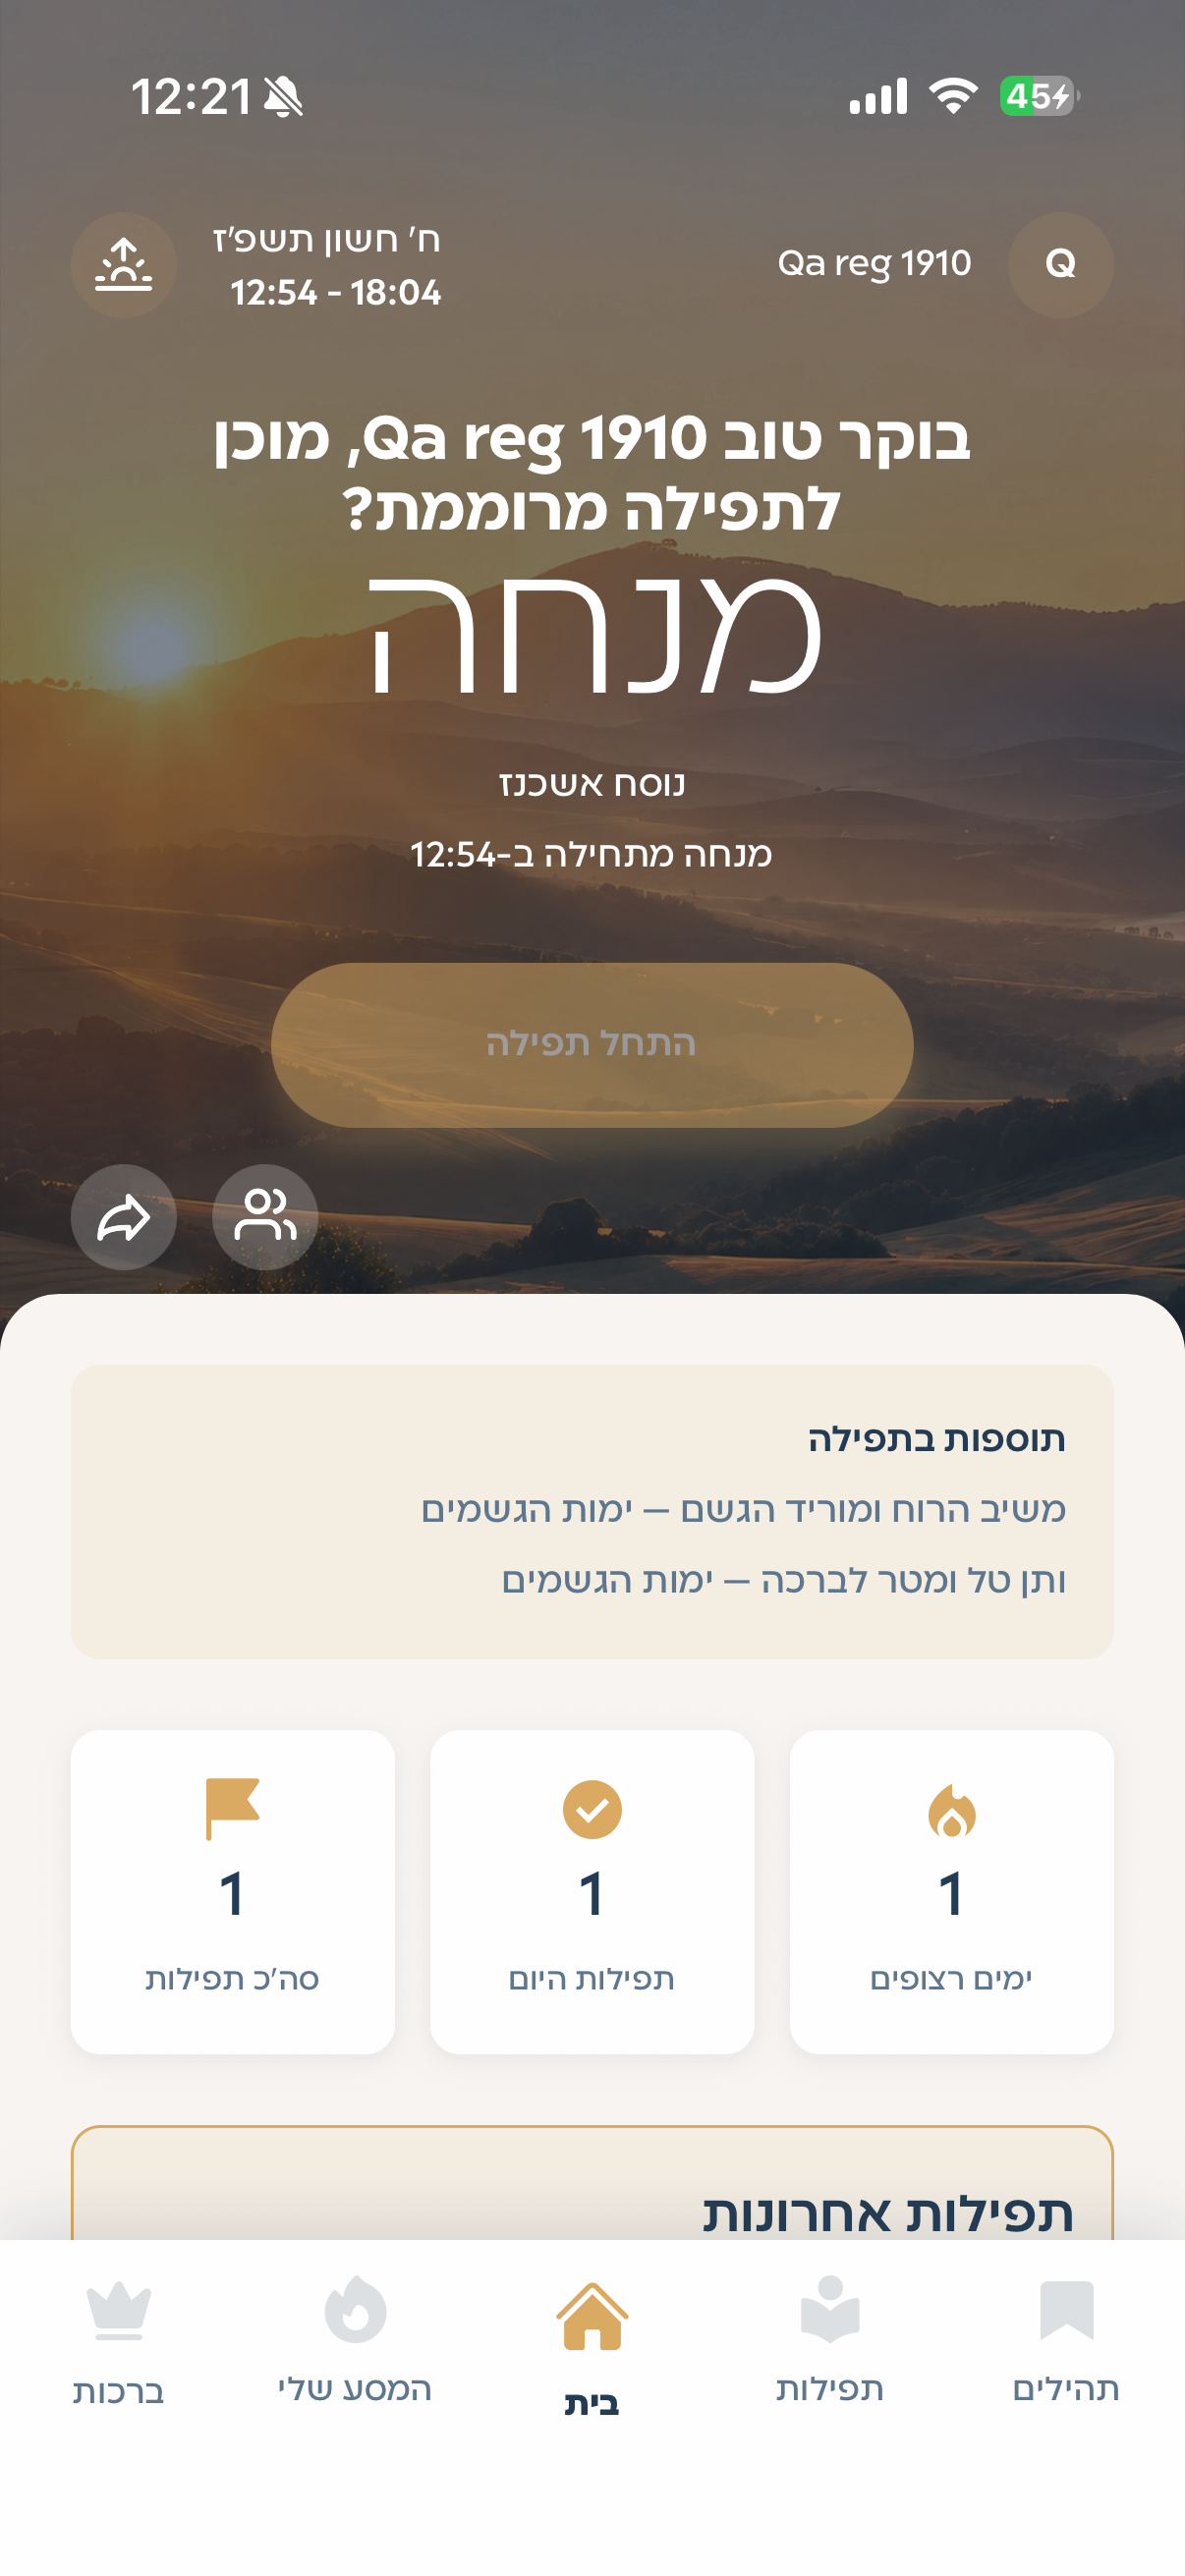 12:21
45
Qa reg 1910
Q
ח' חשון תשפ"ז
12:54 - 18:04
בוקר טוב Qa reg 1910, מוכן
לתפילה מרוממת?
מנחה
נוסח אשכנז
מנחה מתחילה ב-12:54
התחל תפילה
תוספות בתפילה
משיב הרוח ומוריד הגשם – ימות הגשמים
ותן טל ומטר לברכה – ימות הגשמים
1
ימים רצופים
1
תפילות היום
1
סה"כ תפילות
תפילות אחרונות
תהילים
תפילות
בית
המסע שלי
ברכות